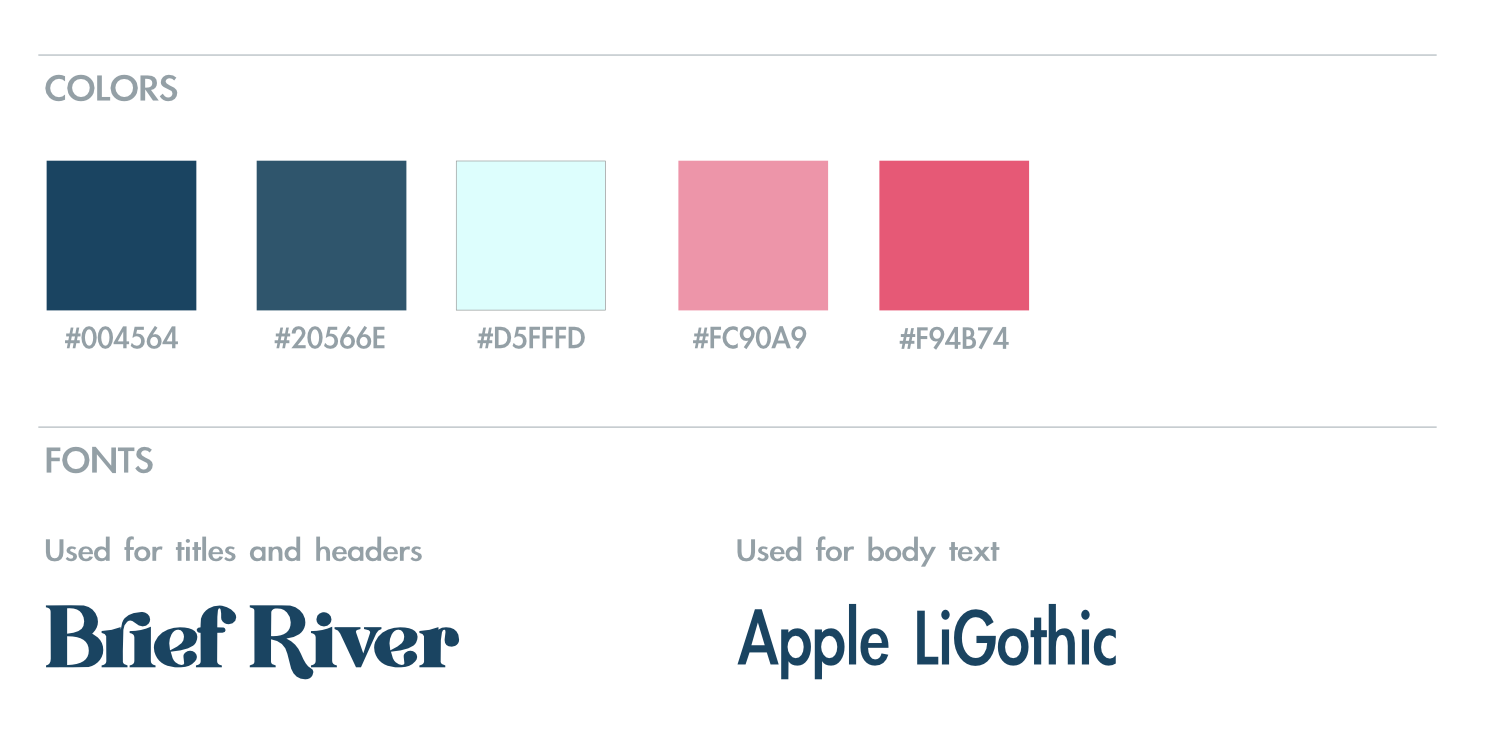 COLORS
#004564 #20566E #D5FFFD #FC90A9 #F94B74
FONTS
Used for titles and headers Used for body text
Brief River Apple LiGothic